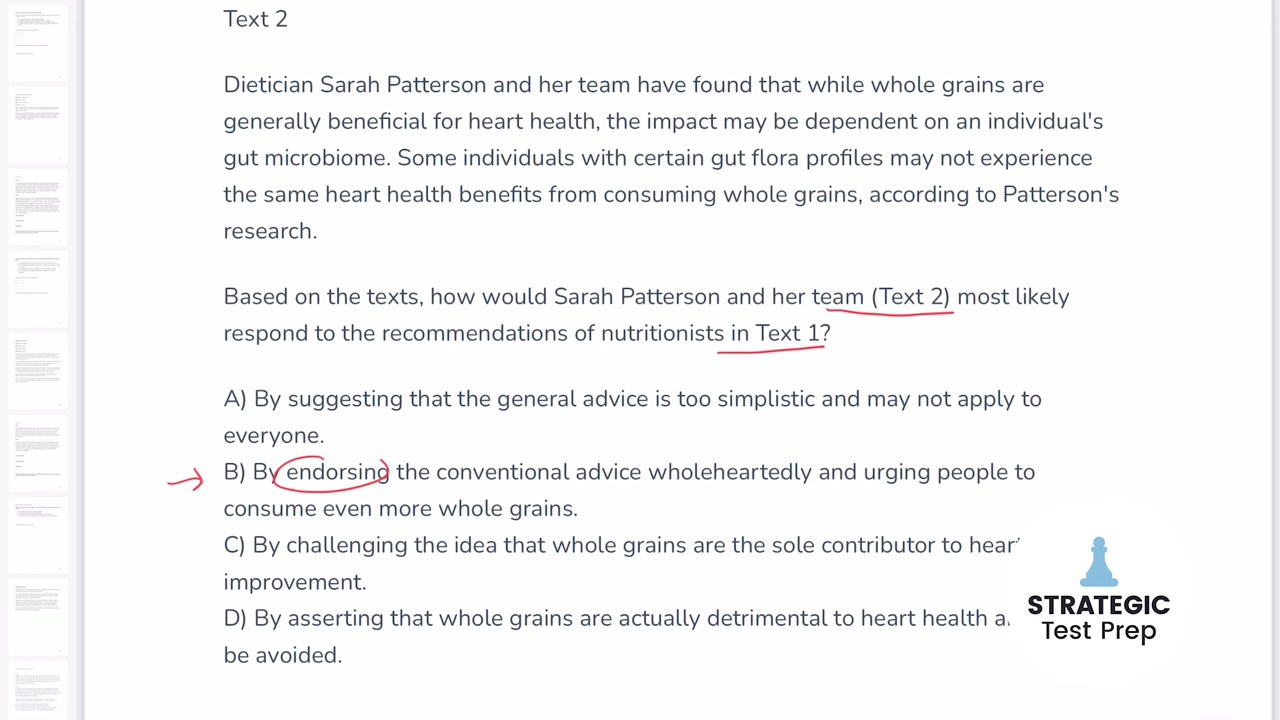 Text 2
Dietician Sarah Patterson and her team have found that while whole grains are
generally beneficial for heart health, the impact may be dependent on an individual's
gut microbiome. Some individuals with certain gut flora profiles may not experience
the same heart health benefits from consuming whole grains, according to Patterson's
research.
Based on the texts, how would Sarah Patterson and her team (Text 2) most likely
respond to the recommendations of nutritionists in Text 1?
A) By suggesting that the general advice is too simplistic and may not apply to
everyone.
B) By endorsing the conventional advice wholeheartedly and urging people to
consume even more whole grains.
C) By challenging the idea that whole grains are the sole contributor to
improvement.
D) By asserting that whole grains are actually detrimental to heart health
be avoided.
STRATEGIC
Test Prep